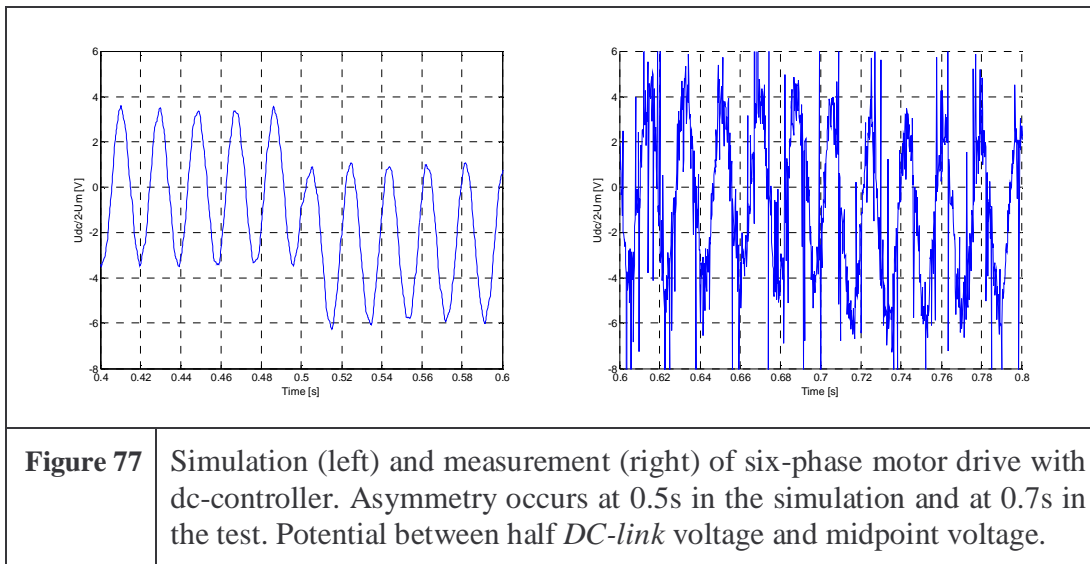 6
4
2
0
-2
-4
-6
-8
Udc/2-Um [V]
0.4 0.42 0.44 0.46 0.48 0.5 0.52 0.54 0.56 0.58 0.6
Time [s]
6
4
2
0
-2
-4
-6
-8
Udc/2-Um [V]
0.6 0.62 0.64 0.66 0.68 0.7 0.72 0.74 0.76 0.78 0.8
Time [s]
Figure 77
Simulation (left) and measurement (right) of six-phase motor drive with
dc-controller. Asymmetry occurs at 0.5s in the simulation and at 0.7s in
the test. Potential between half DC-link voltage and midpoint voltage.